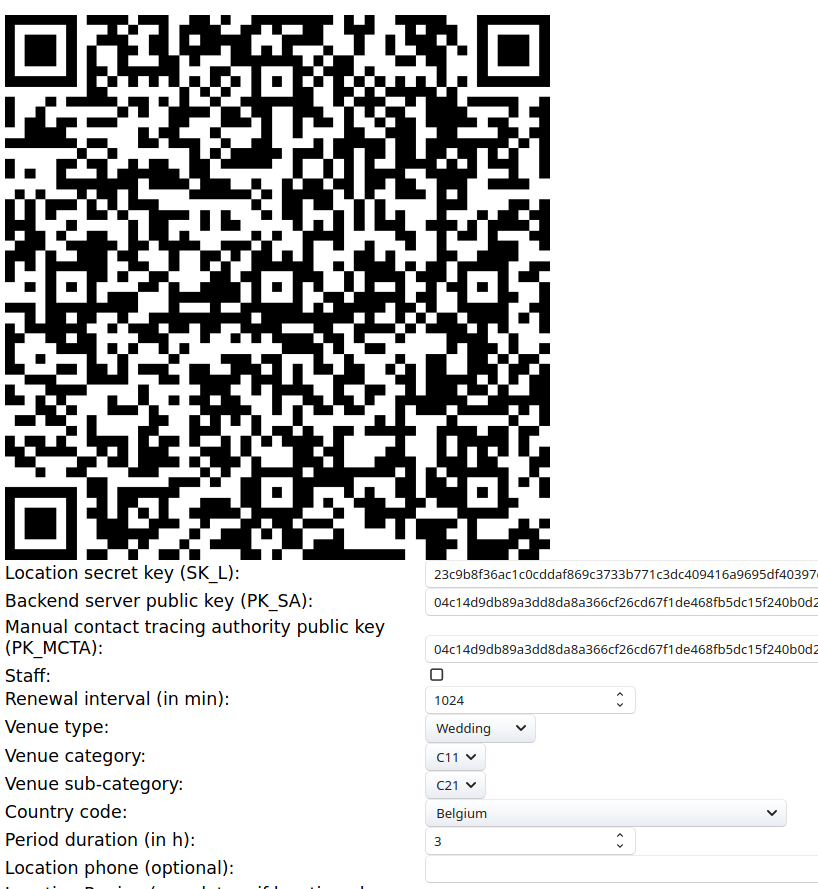 Location secret key (SK_L): 23c9b8f36ac1c0cddaf869c3733b771c3dc409416a9695df40397
Backend server public key (PK_SA): 04c14d9db89a3dd8da8a366cf26cd67f1de468fb5dc15f240b0d2
Manual contact tracing authority public key
(PK_MCTA): 04c14d9db89a3dd8da8a366cf26cd67f1de468fb5dc15f240b0d2
Staff:
Renewal interval (in min): 1024
Venue type: Wedding
Venue category: C11
Venue sub-category: C21
Country code: Belgium
Period duration (in h): 3
Location phone (optional):